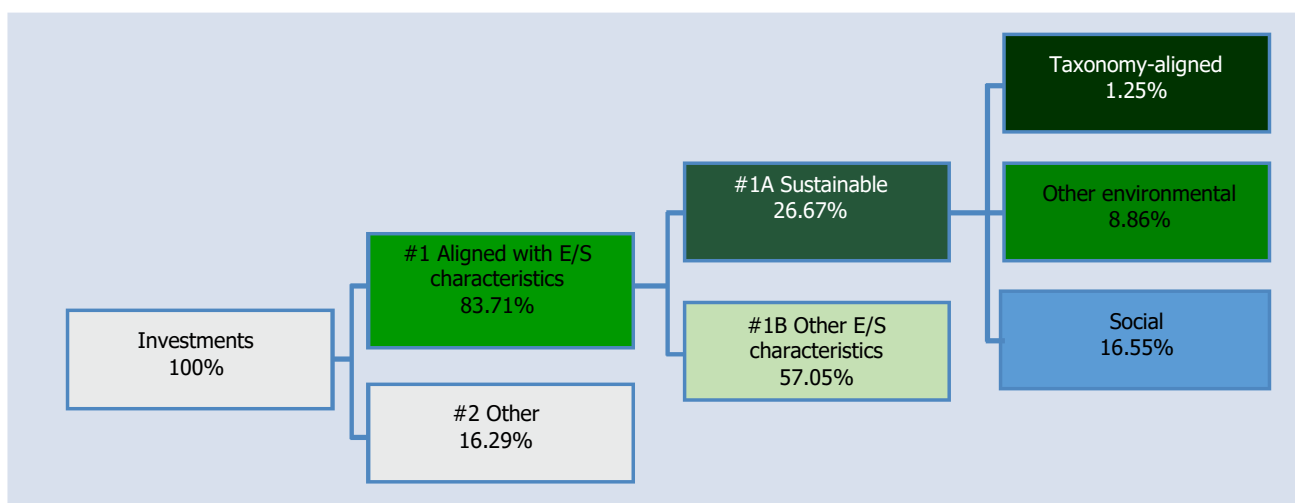 Investments
100%
#1 Aligned with E/S
characteristics
83.71%
#2 Other
16.29%
#1A Sustainable
26.67%
#1B Other E/S
characteristics
57.05%
Taxonomy-aligned
1.25%
Other environmental
8.86%
Social
16.55%